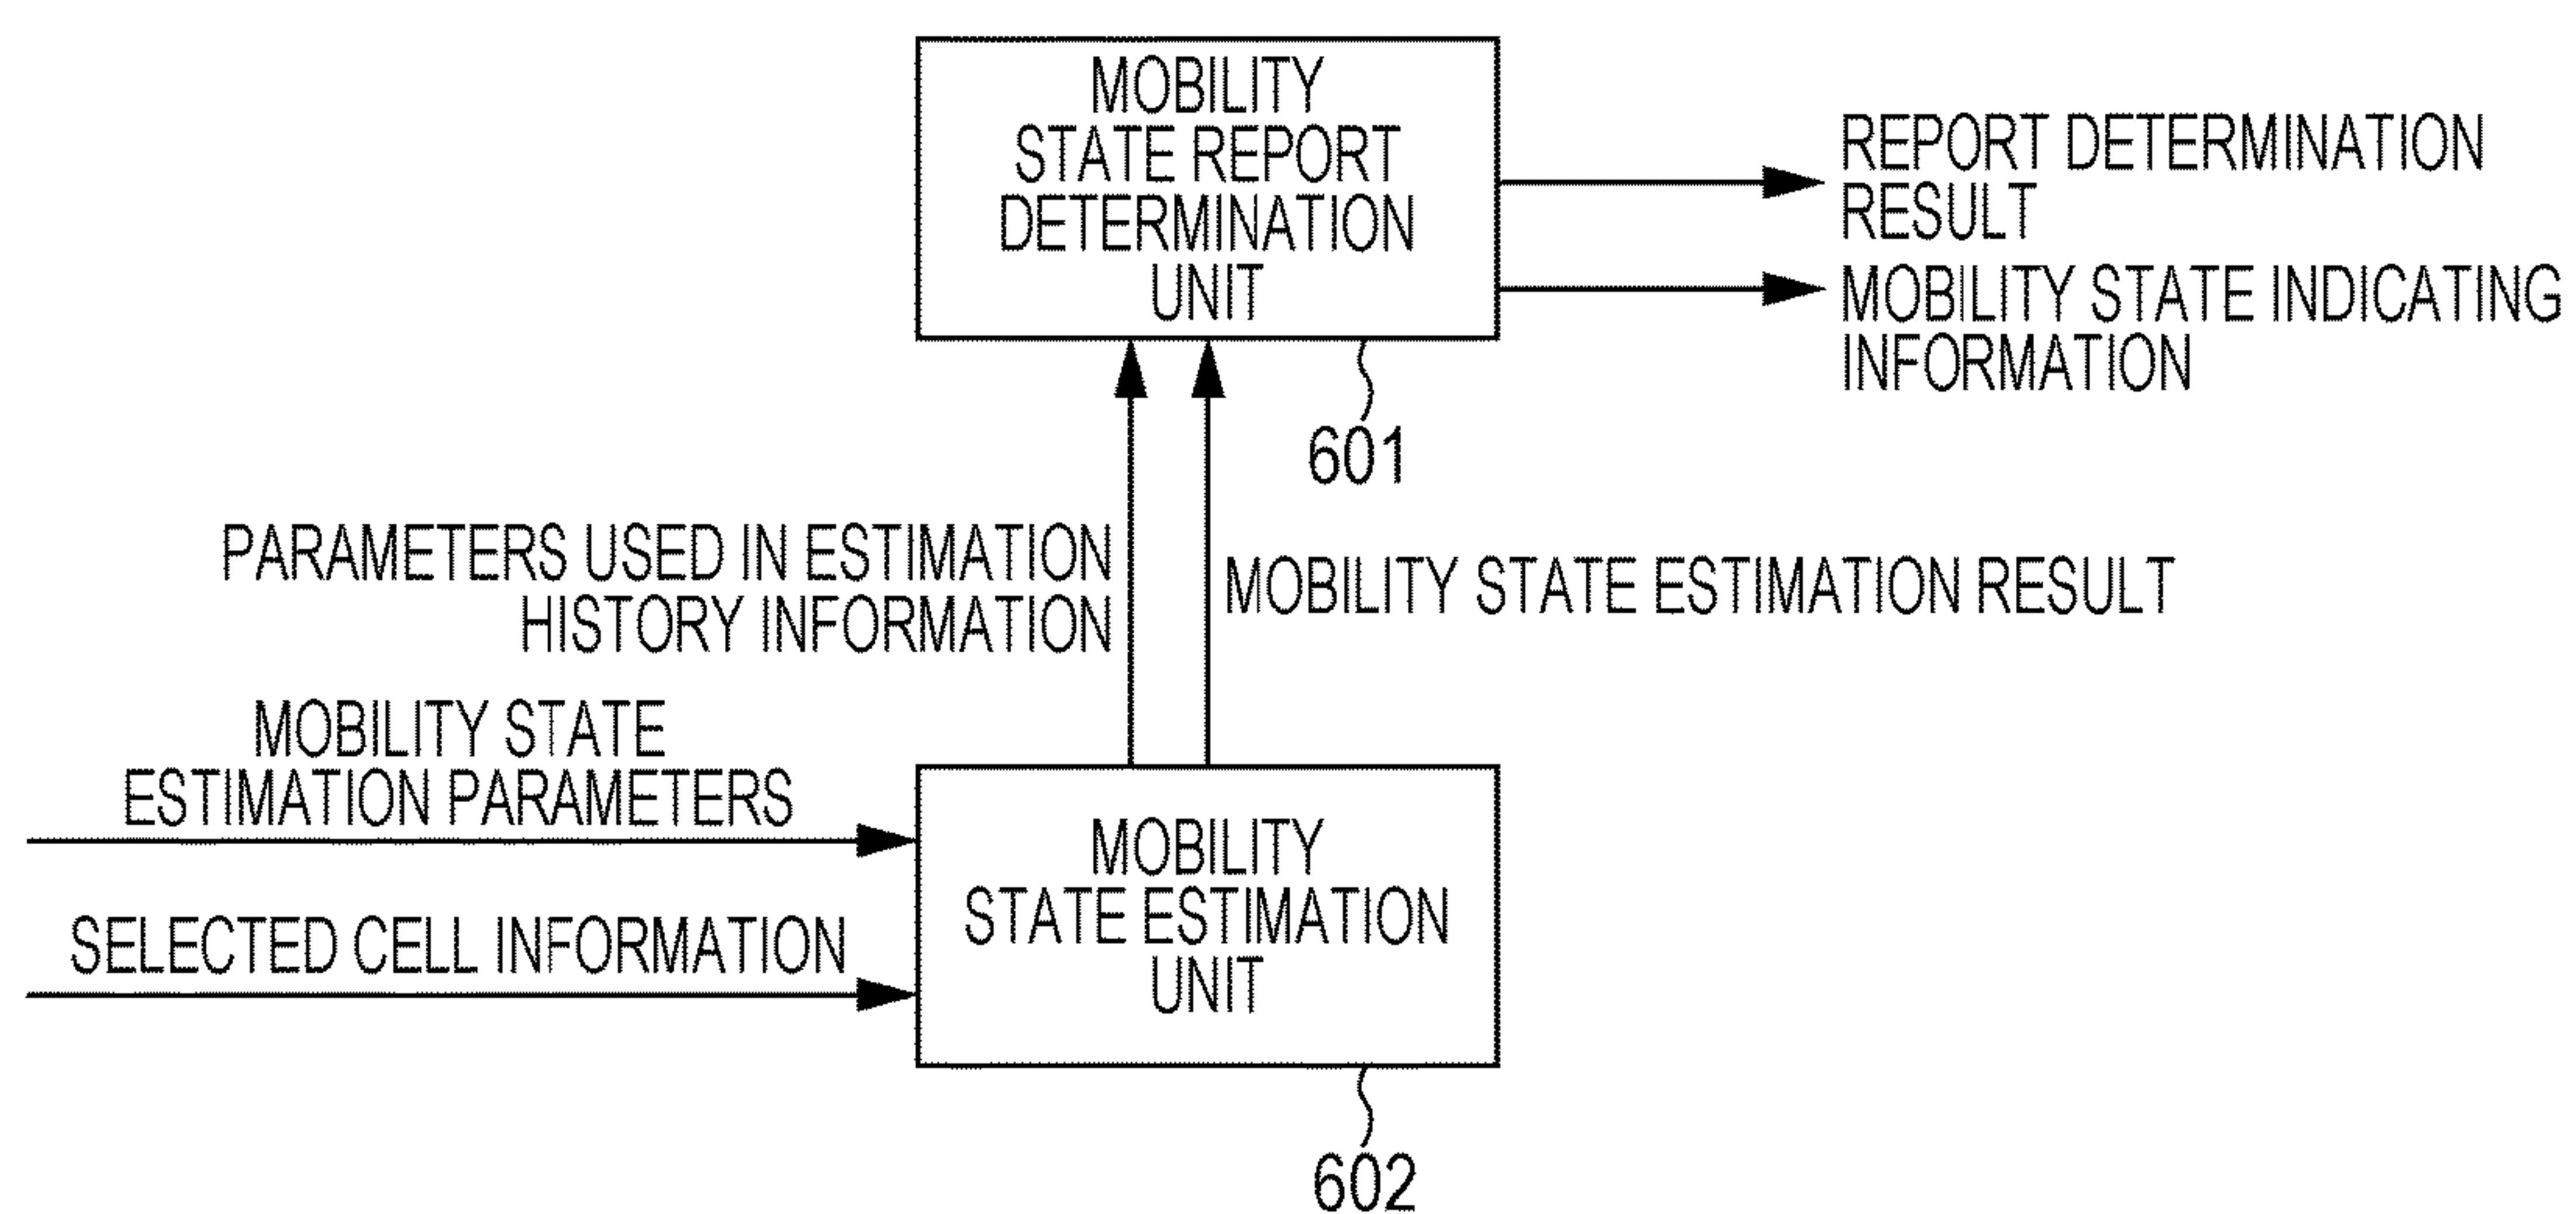 MOBILITY
STATE REPORT
DETERMINATION
UNIT
REPORT DETERMINATION
RESULT
MOBILITY STATE INDICATING
INFORMATION
601
PARAMETERS USED IN ESTIMATION
HISTORY INFORMATION
MOBILITY STATE ESTIMATION RESULT
MOBILITY STATE
ESTIMATION PARAMETERS
SELECTED CELL INFORMATION
MOBILITY
STATE ESTIMATION
UNIT
602